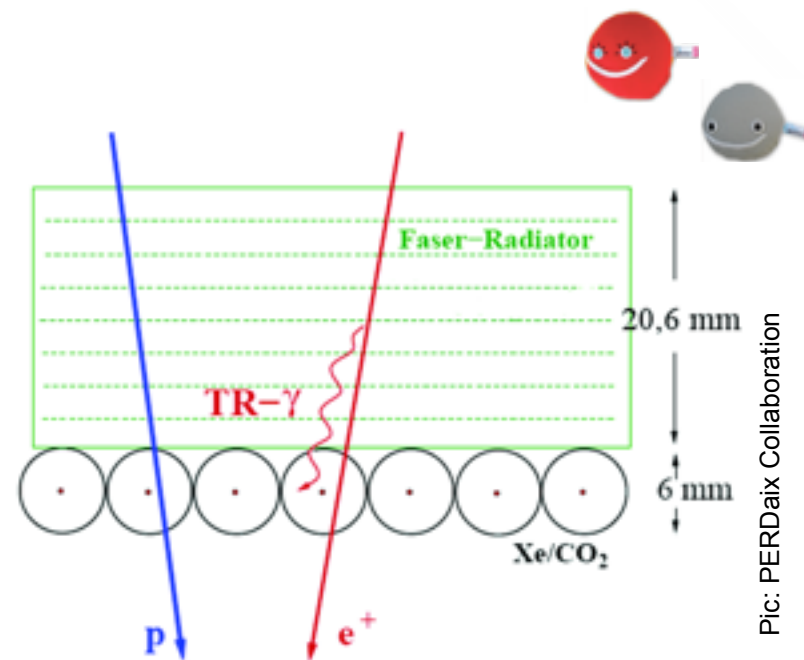 Faser-Radiator
20,6 mm
TR-γ
6 mm
Xe/CO₂
p
e⁺
Pic: PERDaix Collaboration